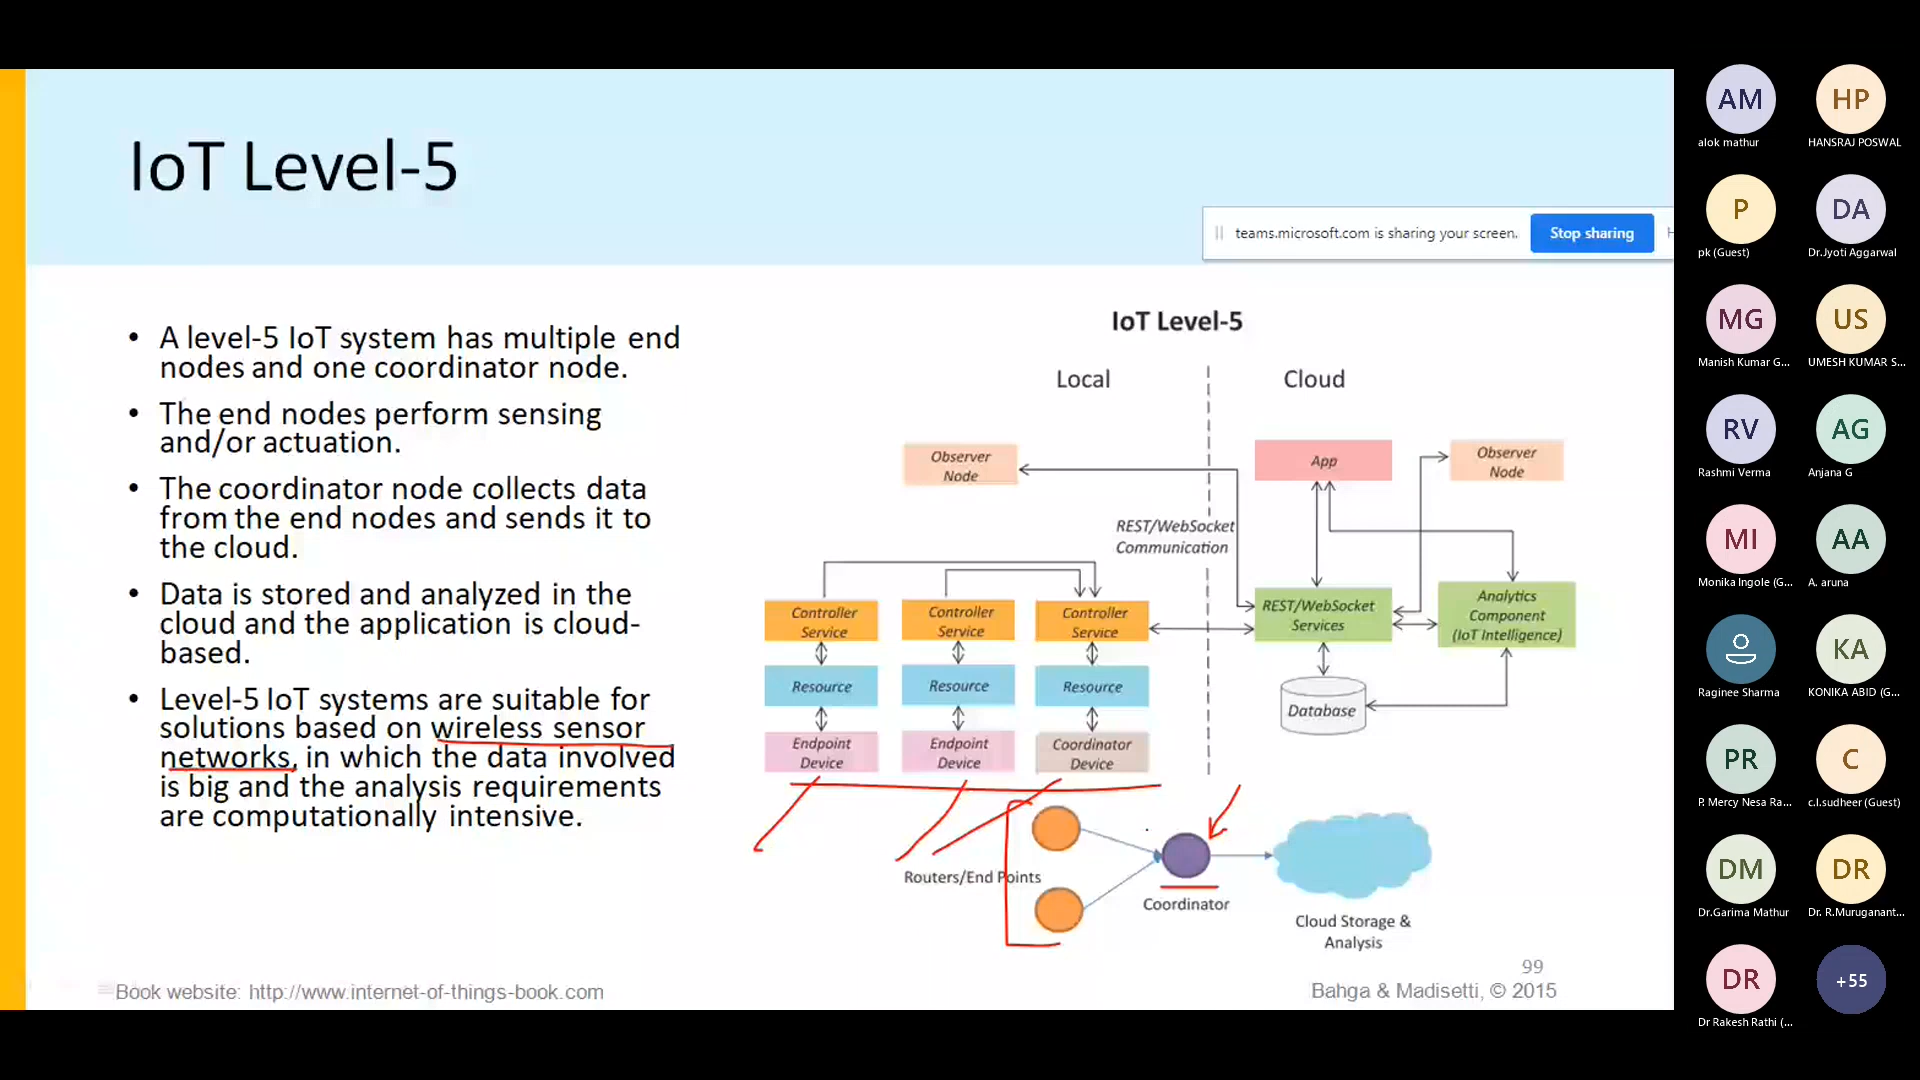 IoT Level-5
teams.microsoft.com is sharing your screen.
Stop sharing
• A level-5 IoT system has multiple end
nodes and one coordinator node.
• The end nodes perform sensing
and/or actuation.
• The coordinator node collects data
from the end nodes and sends it to
the cloud.
• Data is stored and analyzed in the
cloud and the application is cloud-
based.
• Level-5 IoT systems are suitable for
solutions based on wireless sensor
networks, in which the data involved
is big and the analysis requirements
are computationally intensive.
IoT Level-5
Local
Cloud
Observer
Node
App
Observer
Node
REST/WebSocket
Communication
Controller
Service
Controller
Service
Controller
Service
REST/WebSocket
Services
Analytics
Component
(IoT Intelligence)
Resource
Resource
Resource
Database
Endpoint
Device
Endpoint
Device
Coordinator
Device
Routers/End Points
Coordinator
Cloud Storage &
Analysis
99
Book website: http://www.internet-of-things-book.com
Bahga & Madisetti, © 2015
AM
alok mathur
HP
HANSRAJ POSWAL
P
pk (Guest)
DA
Dr.Jyoti Aggarwal
MG
Manish Kumar G...
US
UMESH KUMAR S...
RV
Rashmi Verma
AG
Anjana G
MI
Monika Ingole (G...
AA
A. aruna
Raginee Sharma
KA
KONIKA ABID (G...
PR
P. Mercy Nesa Ra...
C
c.l.sudheer (Guest)
DM
Dr.Garima Mathur
DR
Dr. R.Muruganant...
DR
Dr Rakesh Rathi (...
+55